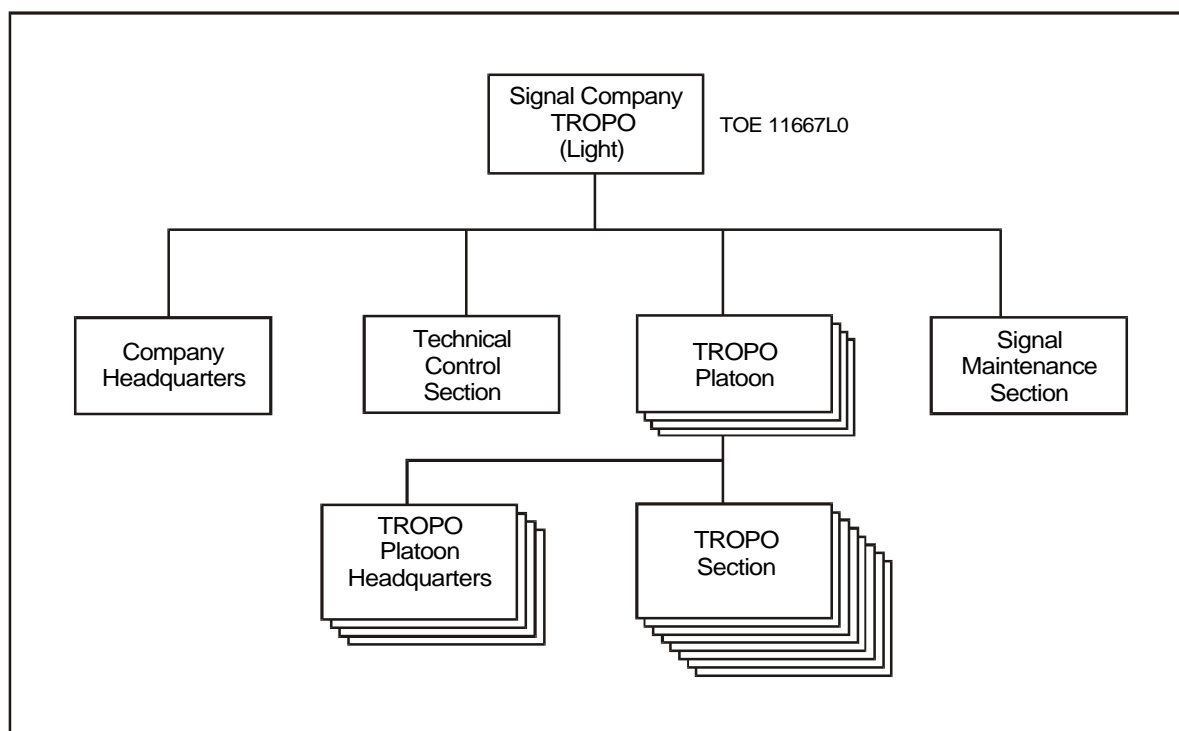 Signal Company
TROPO
(Light)
TOE 11667L0
Company
Headquarters
Technical
Control
Section
TROPO
Platoon
Signal
Maintenance
Section
TROPO
Platoon
Headquarters
TROPO
Section